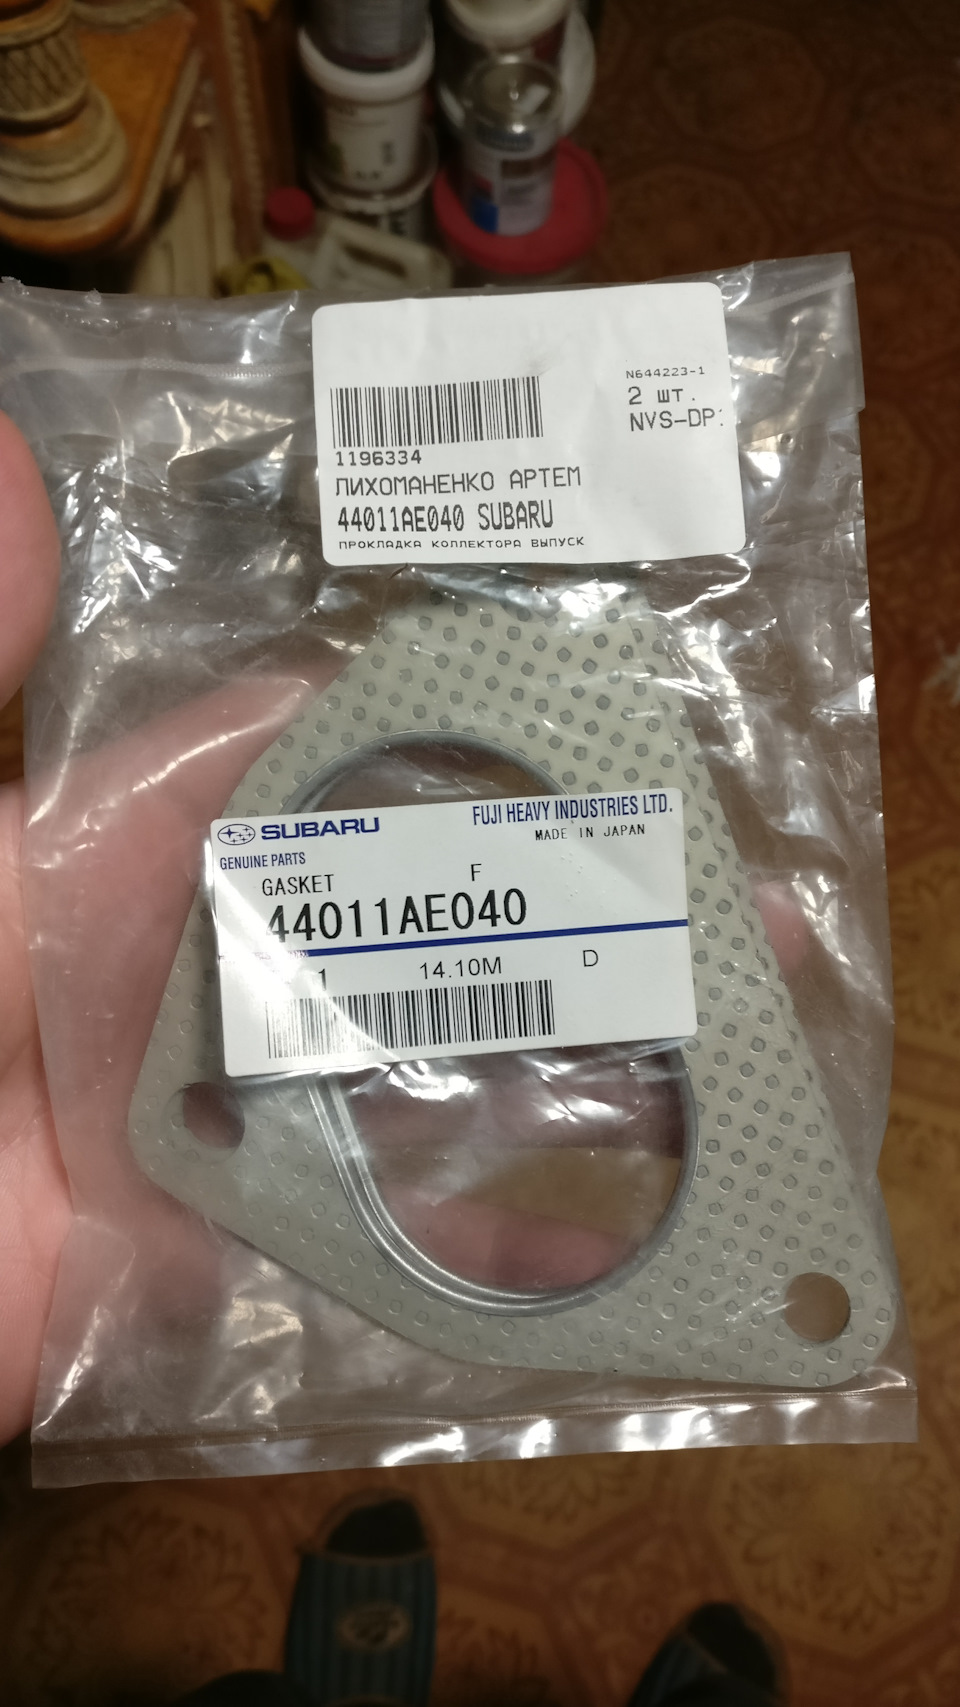 N644223-1
2 шт.
NVS-DP
1196334
ЛИХОМАНЕНКО АРТЕМ
44011AE040 SUBARU
ПРОКЛАДКА КОЛЛЕКТОРА ВЫПУСК
SUBARU
FUJI HEAVY INDUSTRIES LTD.
MADE IN JAPAN
GENUINE PARTS
GASKET F
44011AE040
1 14.10M D